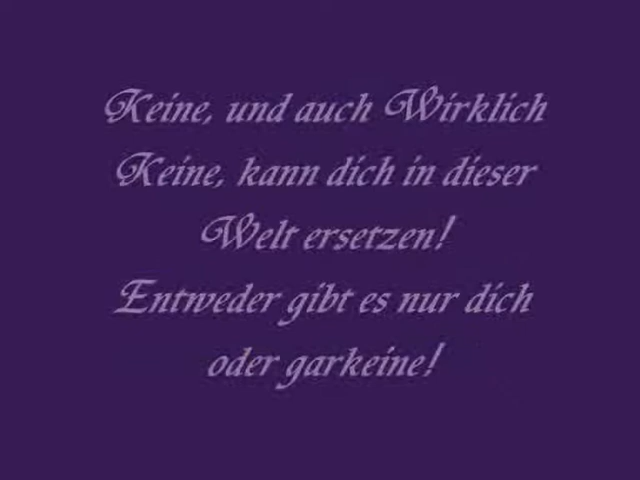 Keine, und auch Wirklich
Keine, kann dich in dieser
Welt ersetzen!
Entweder gibt es nur dich
oder garkeine!